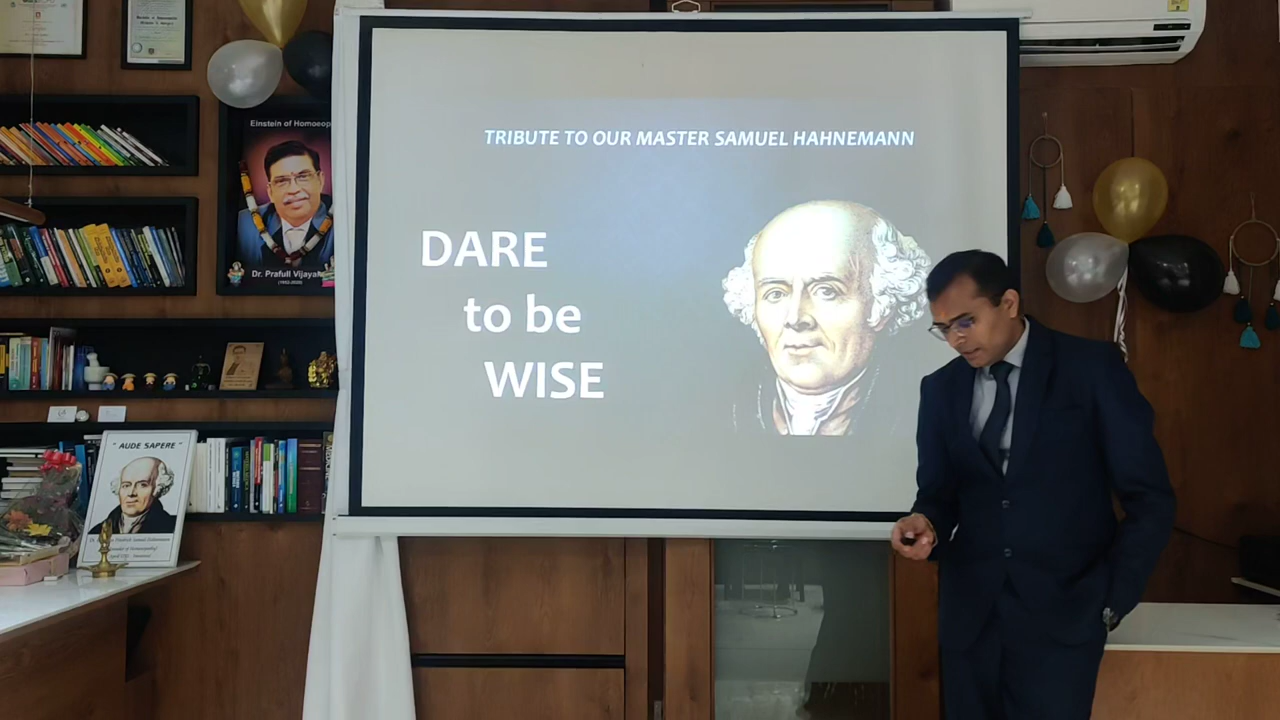 Einstein of Homoeop
Dr. Prafull Vijayak
TRIBUTE TO OUR MASTER SAMUEL HAHNEMANN
DARE
to be
WISE
" AUDE SAPERE "